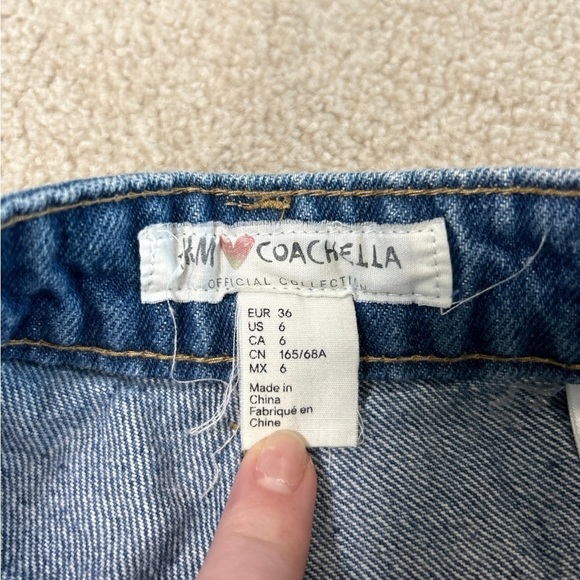 H&M♥COACHELLA
OFFICIAL COLLECTION
EUR 36
US 6
CA 6
CN 165/68A
MX 6
Made in
China
Fabriqué en
Chine